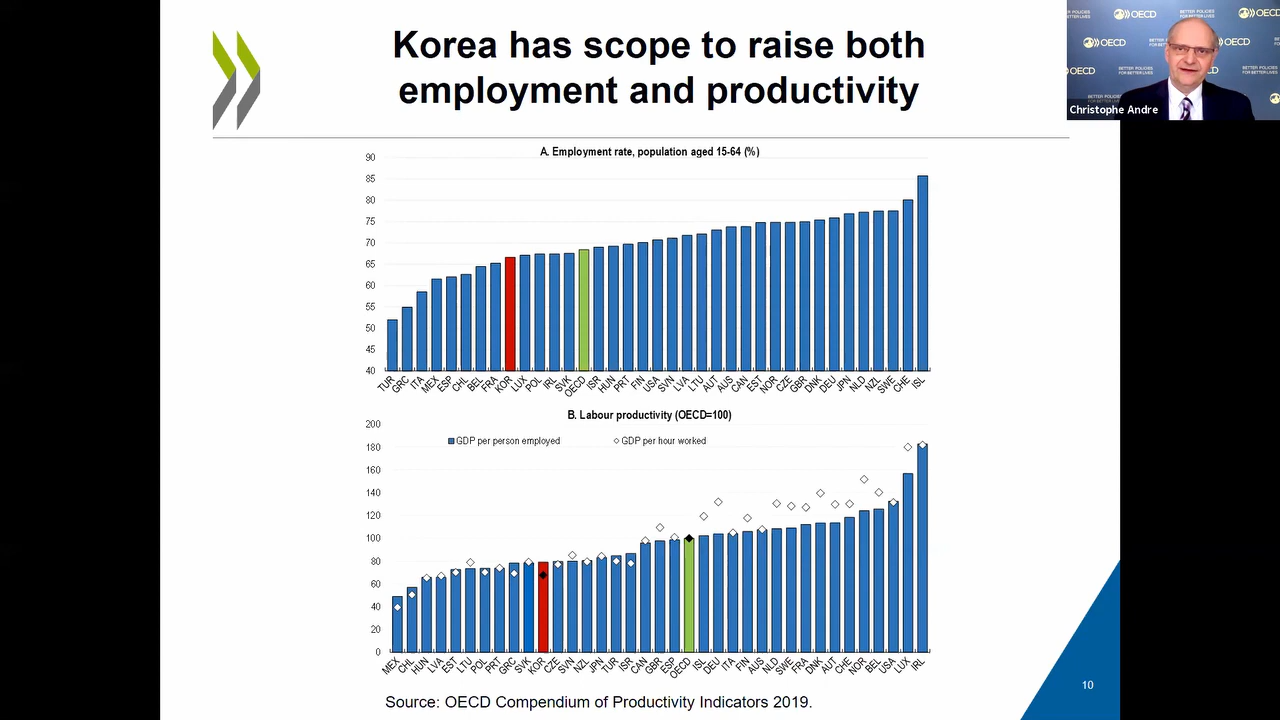 Korea has scope to raise both
employment and productivity
OECD
BETTER POLICIES
FOR BETTER LIVES
Christophe Andre
A. Employment rate, population aged 15-64 (%)
90
85
80
75
70
65
60
55
50
45
40
TUR GRC ITA MEX ESP CHL BEL FRA KOR LUX POL IRL SVK OECD ISR HUN PRT FIN USA SVN LVA LTU AUT AUS CAN EST NOR CZE GBR DNK DEU JPN NLD NZL SWE CHE ISL
B. Labour productivity (OECD=100)
GDP per person employed
GDP per hour worked
200
180
160
140
120
100
80
60
40
20
0
MEX CHL HUN LVA EST LTU POL PRT GRC SVK KOR CZE SVN NZL JPN TUR ISR CAN GBR ESP OECD ISL DEU ITA FIN AUS NLD SWE FRA DNK AUT CHE NOR BEL USA LUX IRL
Source: OECD Compendium of Productivity Indicators 2019.
10